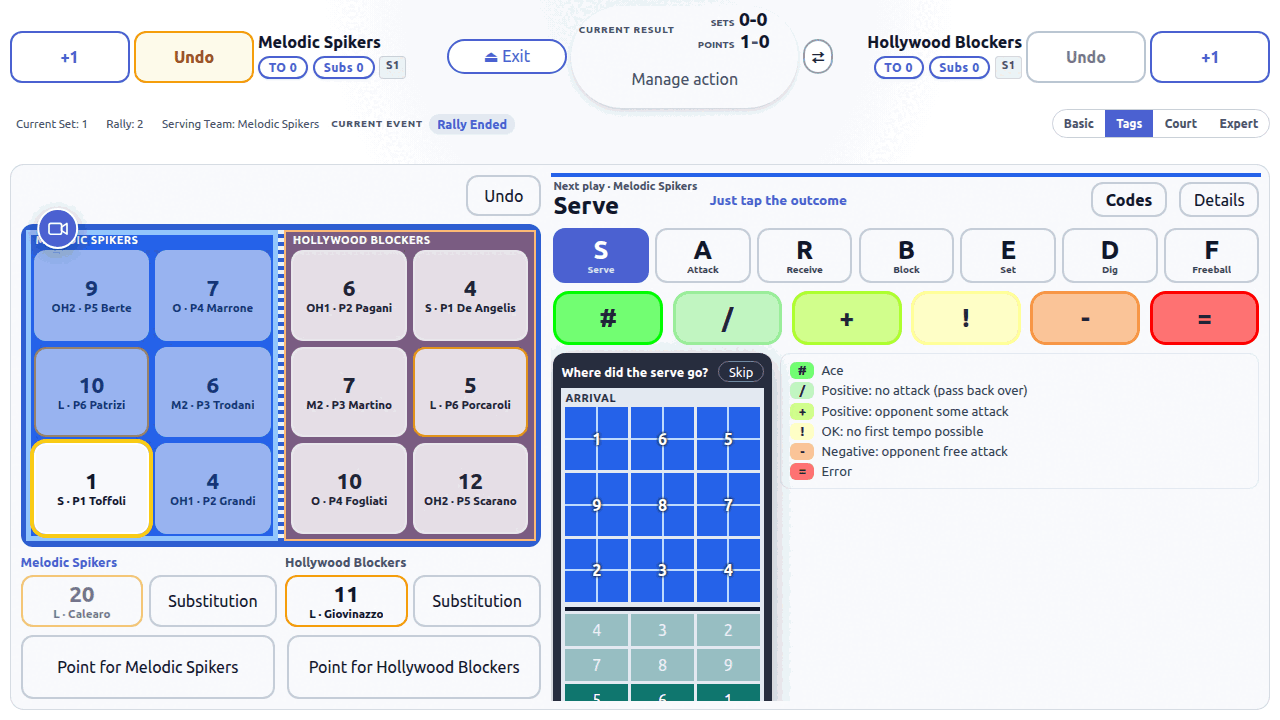 +1
Undo
Melodic Spikers
TO 0
Subs 0
S1
⏏ Exit
CURRENT RESULT
SETS 0-0
POINTS 1-0
Manage action
⇄
Hollywood Blockers
TO 0
Subs 0
S1
Undo
+1
Current Set: 1
Rally: 2
Serving Team: Melodic Spikers
CURRENT EVENT
Rally Ended
Basic
Tags
Court
Expert
Undo
SPIKERS
HOLLYWOOD BLOCKERS
9
OH2 · P5 Berte
7
O · P4 Marrone
6
OH1 · P2 Pagani
4
S · P1 De Angelis
10
L · P6 Patrizi
6
M2 · P3 Trodani
7
M2 · P3 Martino
5
L · P6 Porcaroli
1
S · P1 Toffoli
4
OH1 · P2 Grandi
10
O · P4 Fogliati
12
OH2 · P5 Scarano
Melodic Spikers
Hollywood Blockers
20
L · Calearo
Substitution
11
L · Giovinazzo
Substitution
Point for Melodic Spikers
Point for Hollywood Blockers
Next play · Melodic Spikers
Serve
Just tap the outcome
Codes
Details
S
Serve
A
Attack
R
Receive
B
Block
E
Set
D
Dig
F
Freeball
#
/
+
!
-
=
Where did the serve go?
Skip
ARRIVAL
1 6 5
9 8 7
2 3 4
4 3 2
7 8 9
5 6 1
# Ace
/ Positive: no attack (pass back over)
+ Positive: opponent some attack
! OK: no first tempo possible
- Negative: opponent free attack
= Error